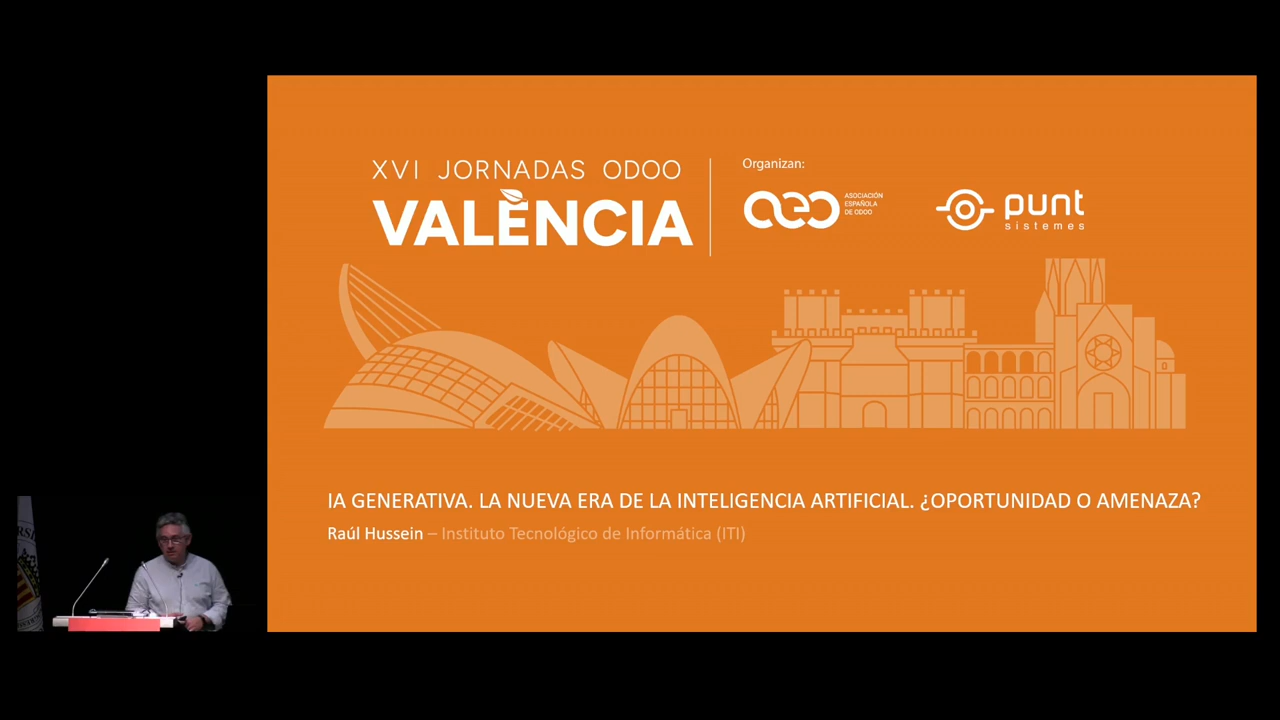 XVI JORNADAS ODOO
VALÈNCIA
Organizan:
aeo
ASOCIACIÓN
ESPAÑOLA
DE ODOO
punt
sistemes
IA GENERATIVA. LA NUEVA ERA DE LA INTELIGENCIA ARTIFICIAL. ¿OPORTUNIDAD O AMENAZA?
Raúl Hussein – Instituto Tecnológico de Informática (ITI)